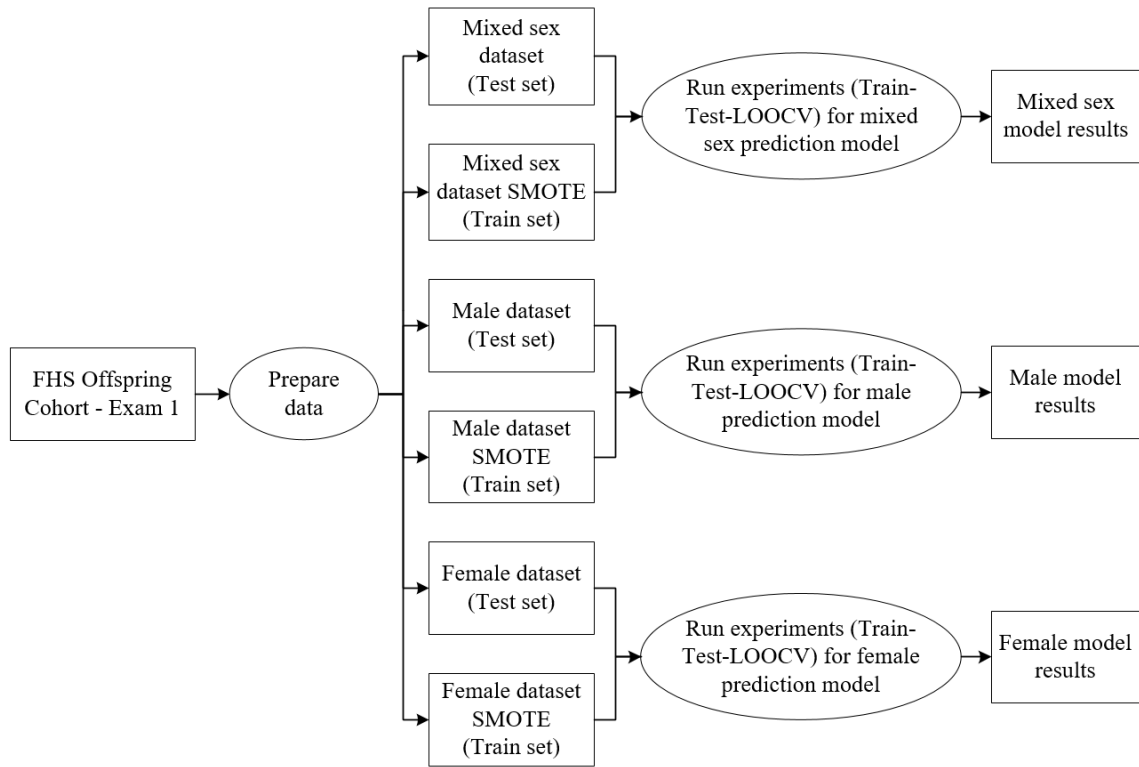 FHS Offspring
Cohort - Exam 1
Prepare
data
Mixed sex
dataset
(Test set)
Mixed sex
dataset SMOTE
(Train set)
Male dataset
(Test set)
Male dataset
SMOTE
(Train set)
Female dataset
(Test set)
Female dataset
SMOTE
(Train set)
Run experiments (Train-
Test-LOOCV) for mixed
sex prediction model
Run experiments (Train-
Test-LOOCV) for male
prediction model
Run experiments (Train-
Test-LOOCV) for female
prediction model
Mixed sex
model results
Male model
results
Female model
results